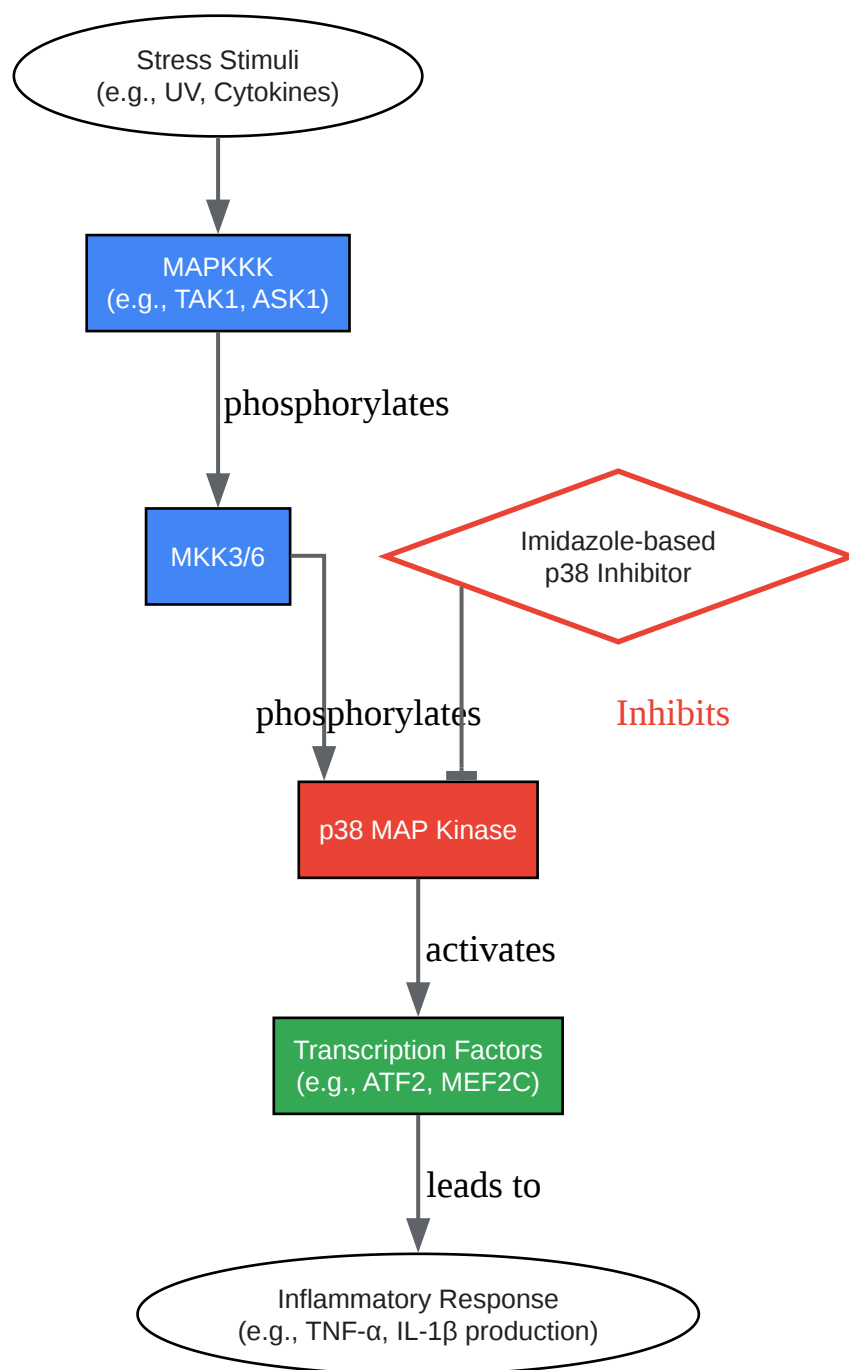 Stress Stimuli
(e.g., UV, Cytokines)
MAPKKK
(e.g., TAK1, ASK1)
phosphorylates
MKK3/6
Imidazole-based
p38 Inhibitor
phosphorylates
Inhibits
p38 MAP Kinase
activates
Transcription Factors
(e.g., ATF2, MEF2C)
leads to
Inflammatory Response
(e.g., TNF-α, IL-1β production)